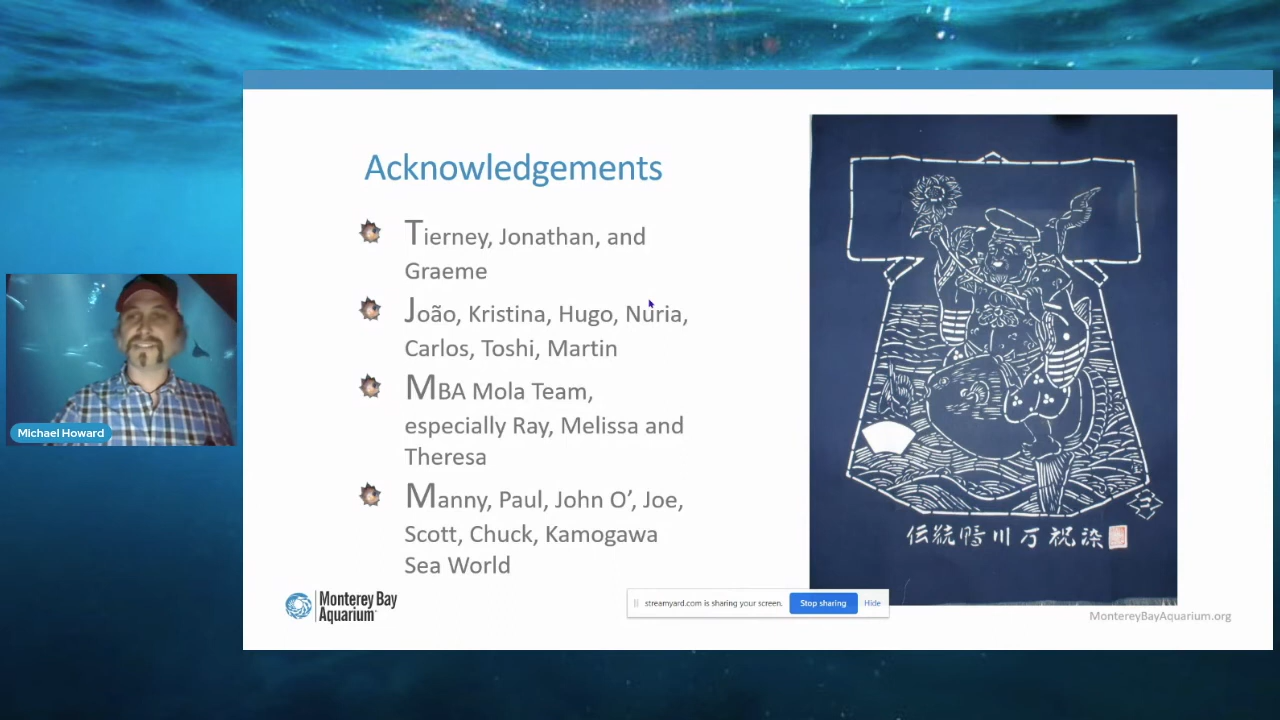 Acknowledgements
Tierney, Jonathan, and
Graeme
João, Kristina, Hugo, Nuria,
Carlos, Toshi, Martin
MBA Mola Team,
especially Ray, Melissa and
Theresa
Manny, Paul, John O’, Joe,
Scott, Chuck, Kamogawa
Sea World
Michael Howard
伝統鴨川万祝染
Monterey Bay
Aquarium
streamyard.com is sharing your screen. Stop sharing Hide
MontereyBayAquarium.org